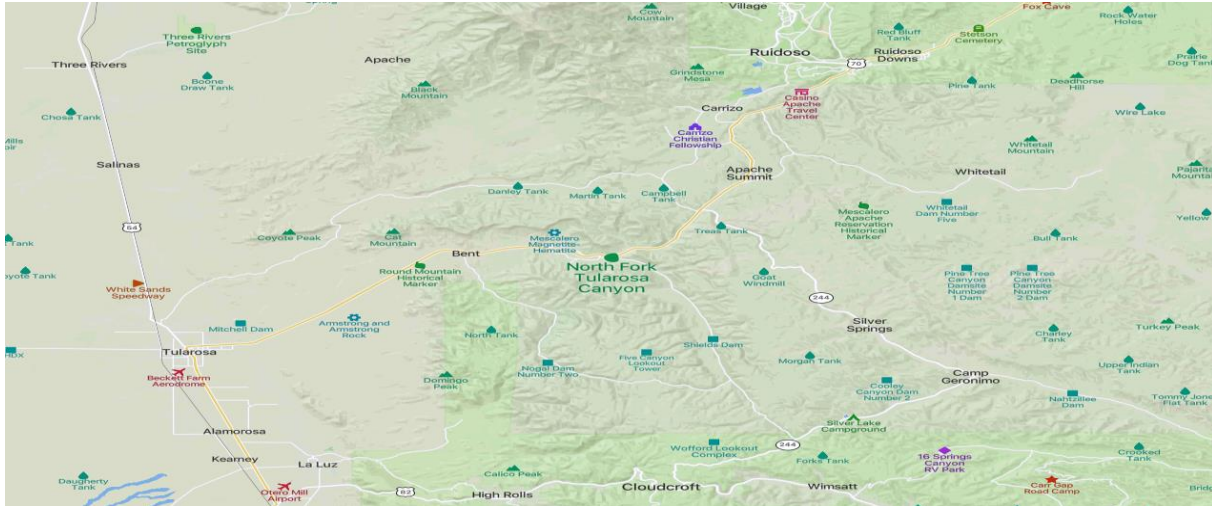 Cow
Mountain
Village
Fox Cave
Rock Water
Holes
Three Rivers
Petroglyph
Site
Red Bluff
Tank
Stetson
Cemetery
Ruidoso
Ruidoso
Downs
Prairie
Dog Tank
Three Rivers
Apache
70
Boone
Draw Tank
Black
Mountain
Grindstone
Mesa
Pine Tank
Deadhorse
Hill
Casino
Apache
Travel
Center
Carrizo
Wire Lake
Chosa Tank
Mills
Carrizo
Christian
Fellowship
Whitetail
Mountain
Salinas
Apache
Summit
Whitetail
Pajarita
Mountain
Danley Tank
Martin Tank
Campbell
Tank
Whitetail
Dam Number
Five
Mescalero
Apache
Reservation
Historical
Marker
Yellow
54
Treas Tank
Bull Tank
Coyote Peak
Cat
Mountain
Mescalero
Magnetite-
Hematite
Tank
Bent
North Fork
Tularosa
Canyon
Round Mountain
Historical
Marker
Coyote Tank
White Sands
Speedway
Goat
Windmill
Pine Tree
Canyon
Damsite
Number
1 Dam
Pine Tree
Canyon
Damsite
Number
2 Dam
244
Mitchell Dam
Armstrong and
Armstrong
Rock
North Tank
Silver
Springs
Charley
Tank
Turkey Peak
Shields Dam
Tularosa
Five Canyon
Lookout
Tower
Morgan Tank
Upper Indian
Tank
Nogal Dam
Number Two
Beckett Farm
Aerodrome
Domingo
Peak
Cooley
Canyon Dam
Number 2
Camp
Geronimo
Nahtzillee
Dam
Tommy Jone
Flat Tank
Silver Lake
Campground
Alamorosa
Wofford Lookout
Complex
244
Kearney
La Luz
Forks Tank
16 Springs
Canyon
RV Park
Crooked
Tank
Daugherty
Tank
Calico Peak
Cloudcroft
Wimsatt
Carr Gap
Road Camp
Otero Mill
Airport
82
High Rolls